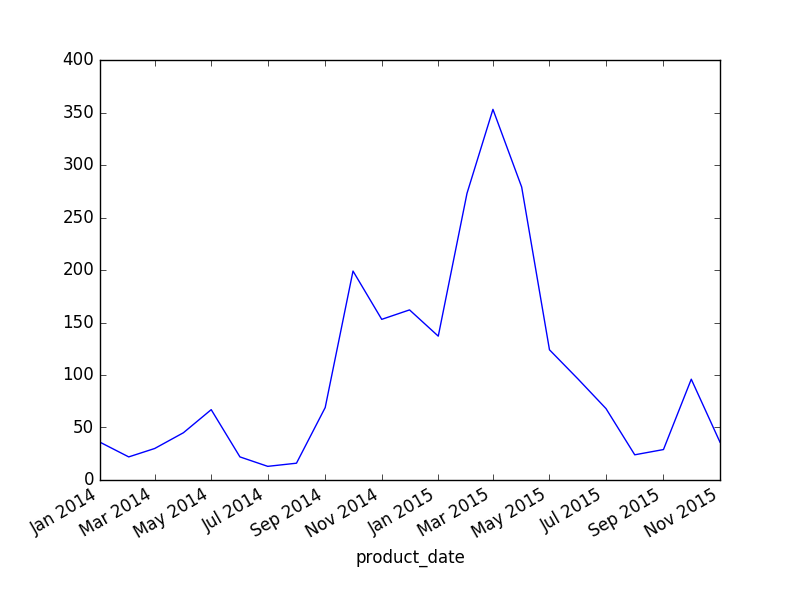 400
350
300
250
200
150
100
50
0
Jan 2014
Mar 2014
May 2014
Jul 2014
Sep 2014
Nov 2014
Jan 2015
Mar 2015
May 2015
Jul 2015
Sep 2015
Nov 2015
product_date